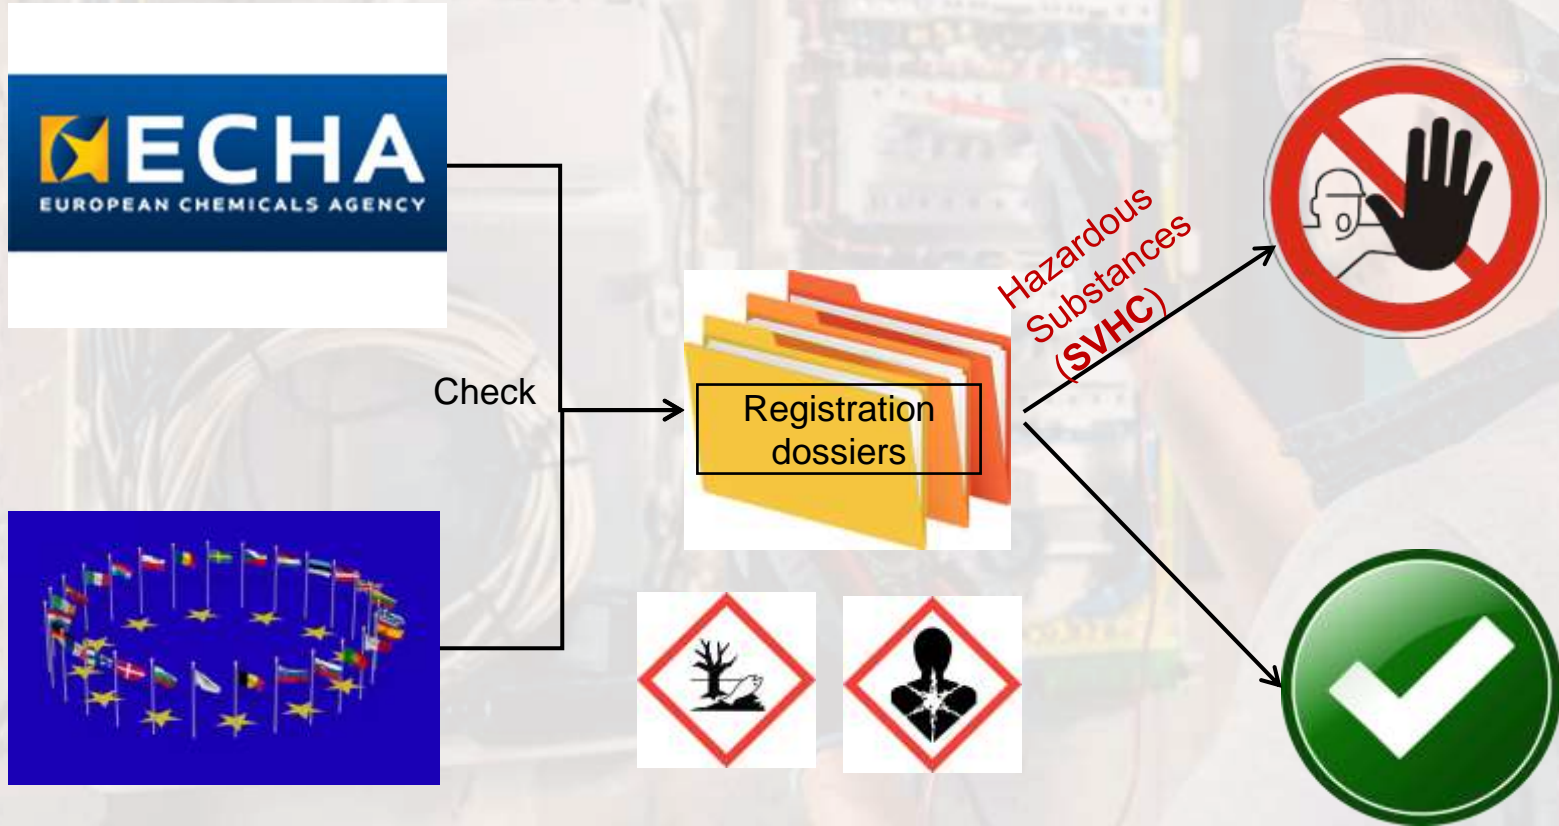 ECHA
EUROPEAN CHEMICALS AGENCY
Check
Registration
dossiers
Hazardous
Substances
(SVHC)